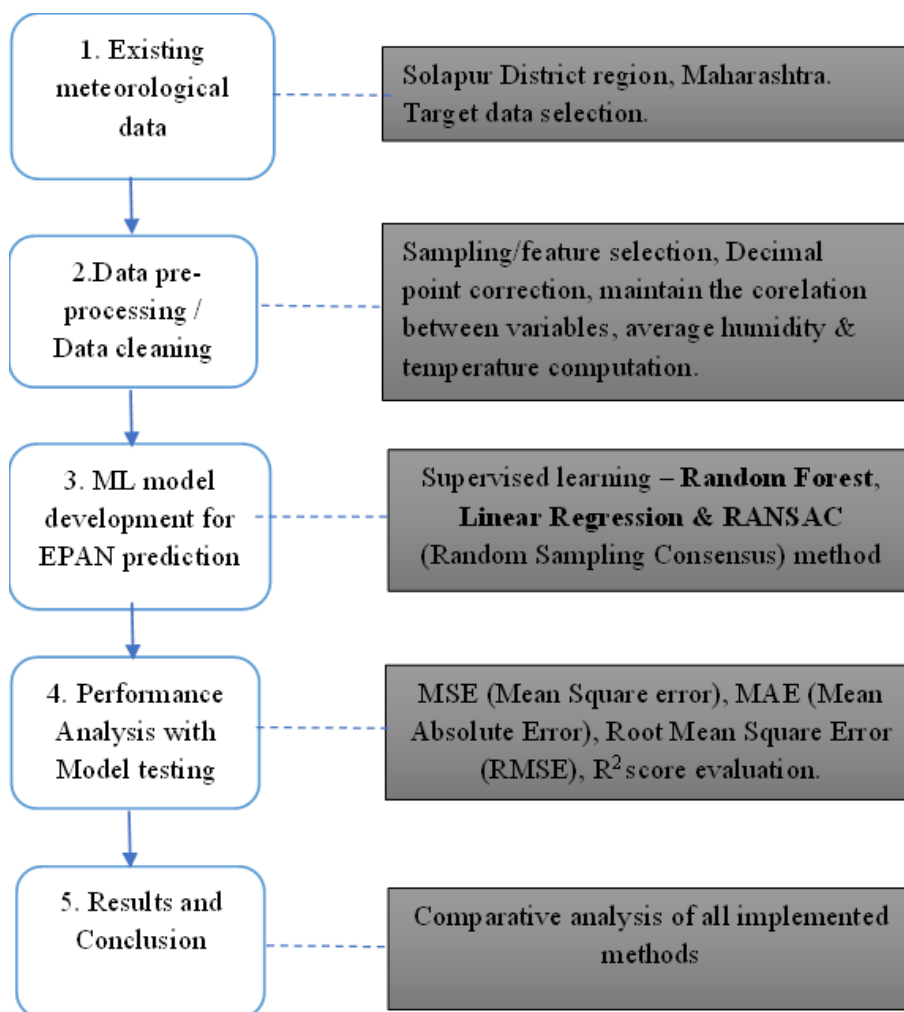 1. Existing
meteorological
data
Solapur District region, Maharashtra.
Target data selection.
2.Data pre-
processing /
Data cleaning
Sampling/feature selection, Decimal
point correction, maintain the corelation
between variables, average humidity &
temperature computation.
3. ML model
development for
EPAN prediction
Supervised learning – Random Forest,
Linear Regression & RANSAC
(Random Sampling Consensus) method
4. Performance
Analysis with
Model testing
MSE (Mean Square error), MAE (Mean
Absolute Error), Root Mean Square Error
(RMSE), R² score evaluation.
5. Results and
Conclusion
Comparative analysis of all implemented
methods